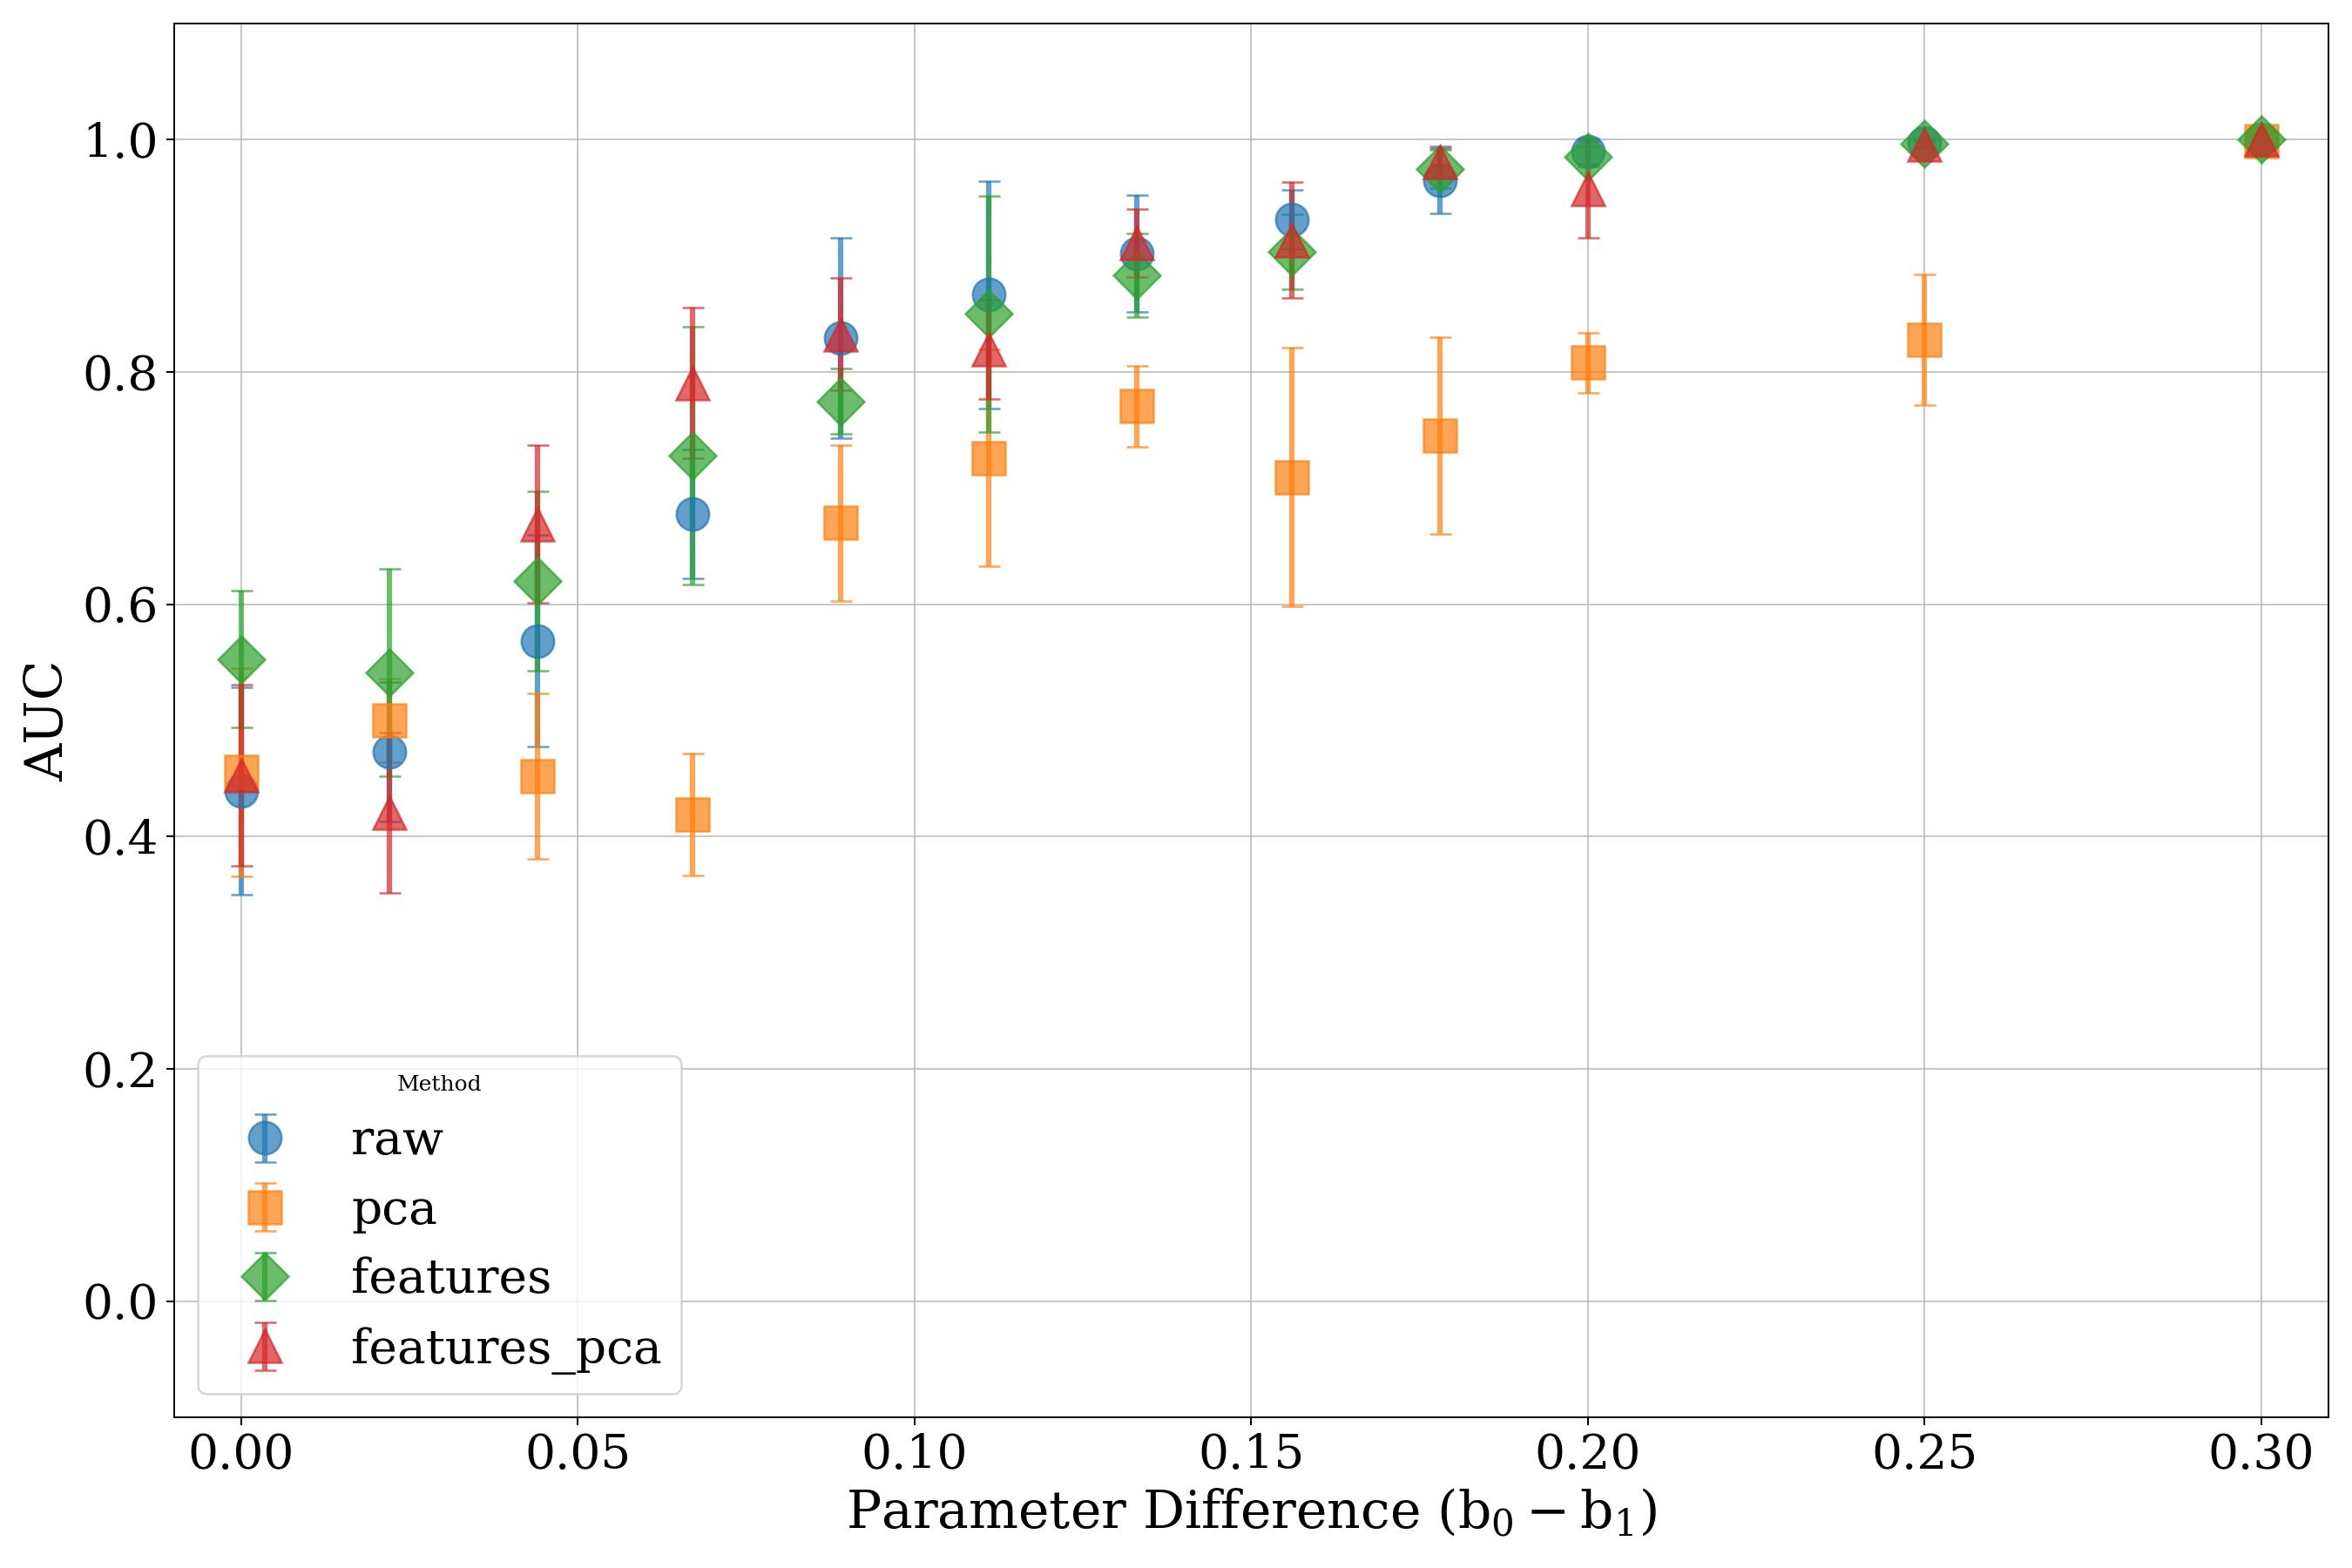 1.0
0.8
0.6
0.4
0.2
0.0
AUC
Method
raw
pca
features
features_pca
0.00 0.05 0.10 0.15 0.20 0.25 0.30
Parameter Difference (b₀ − b₁)